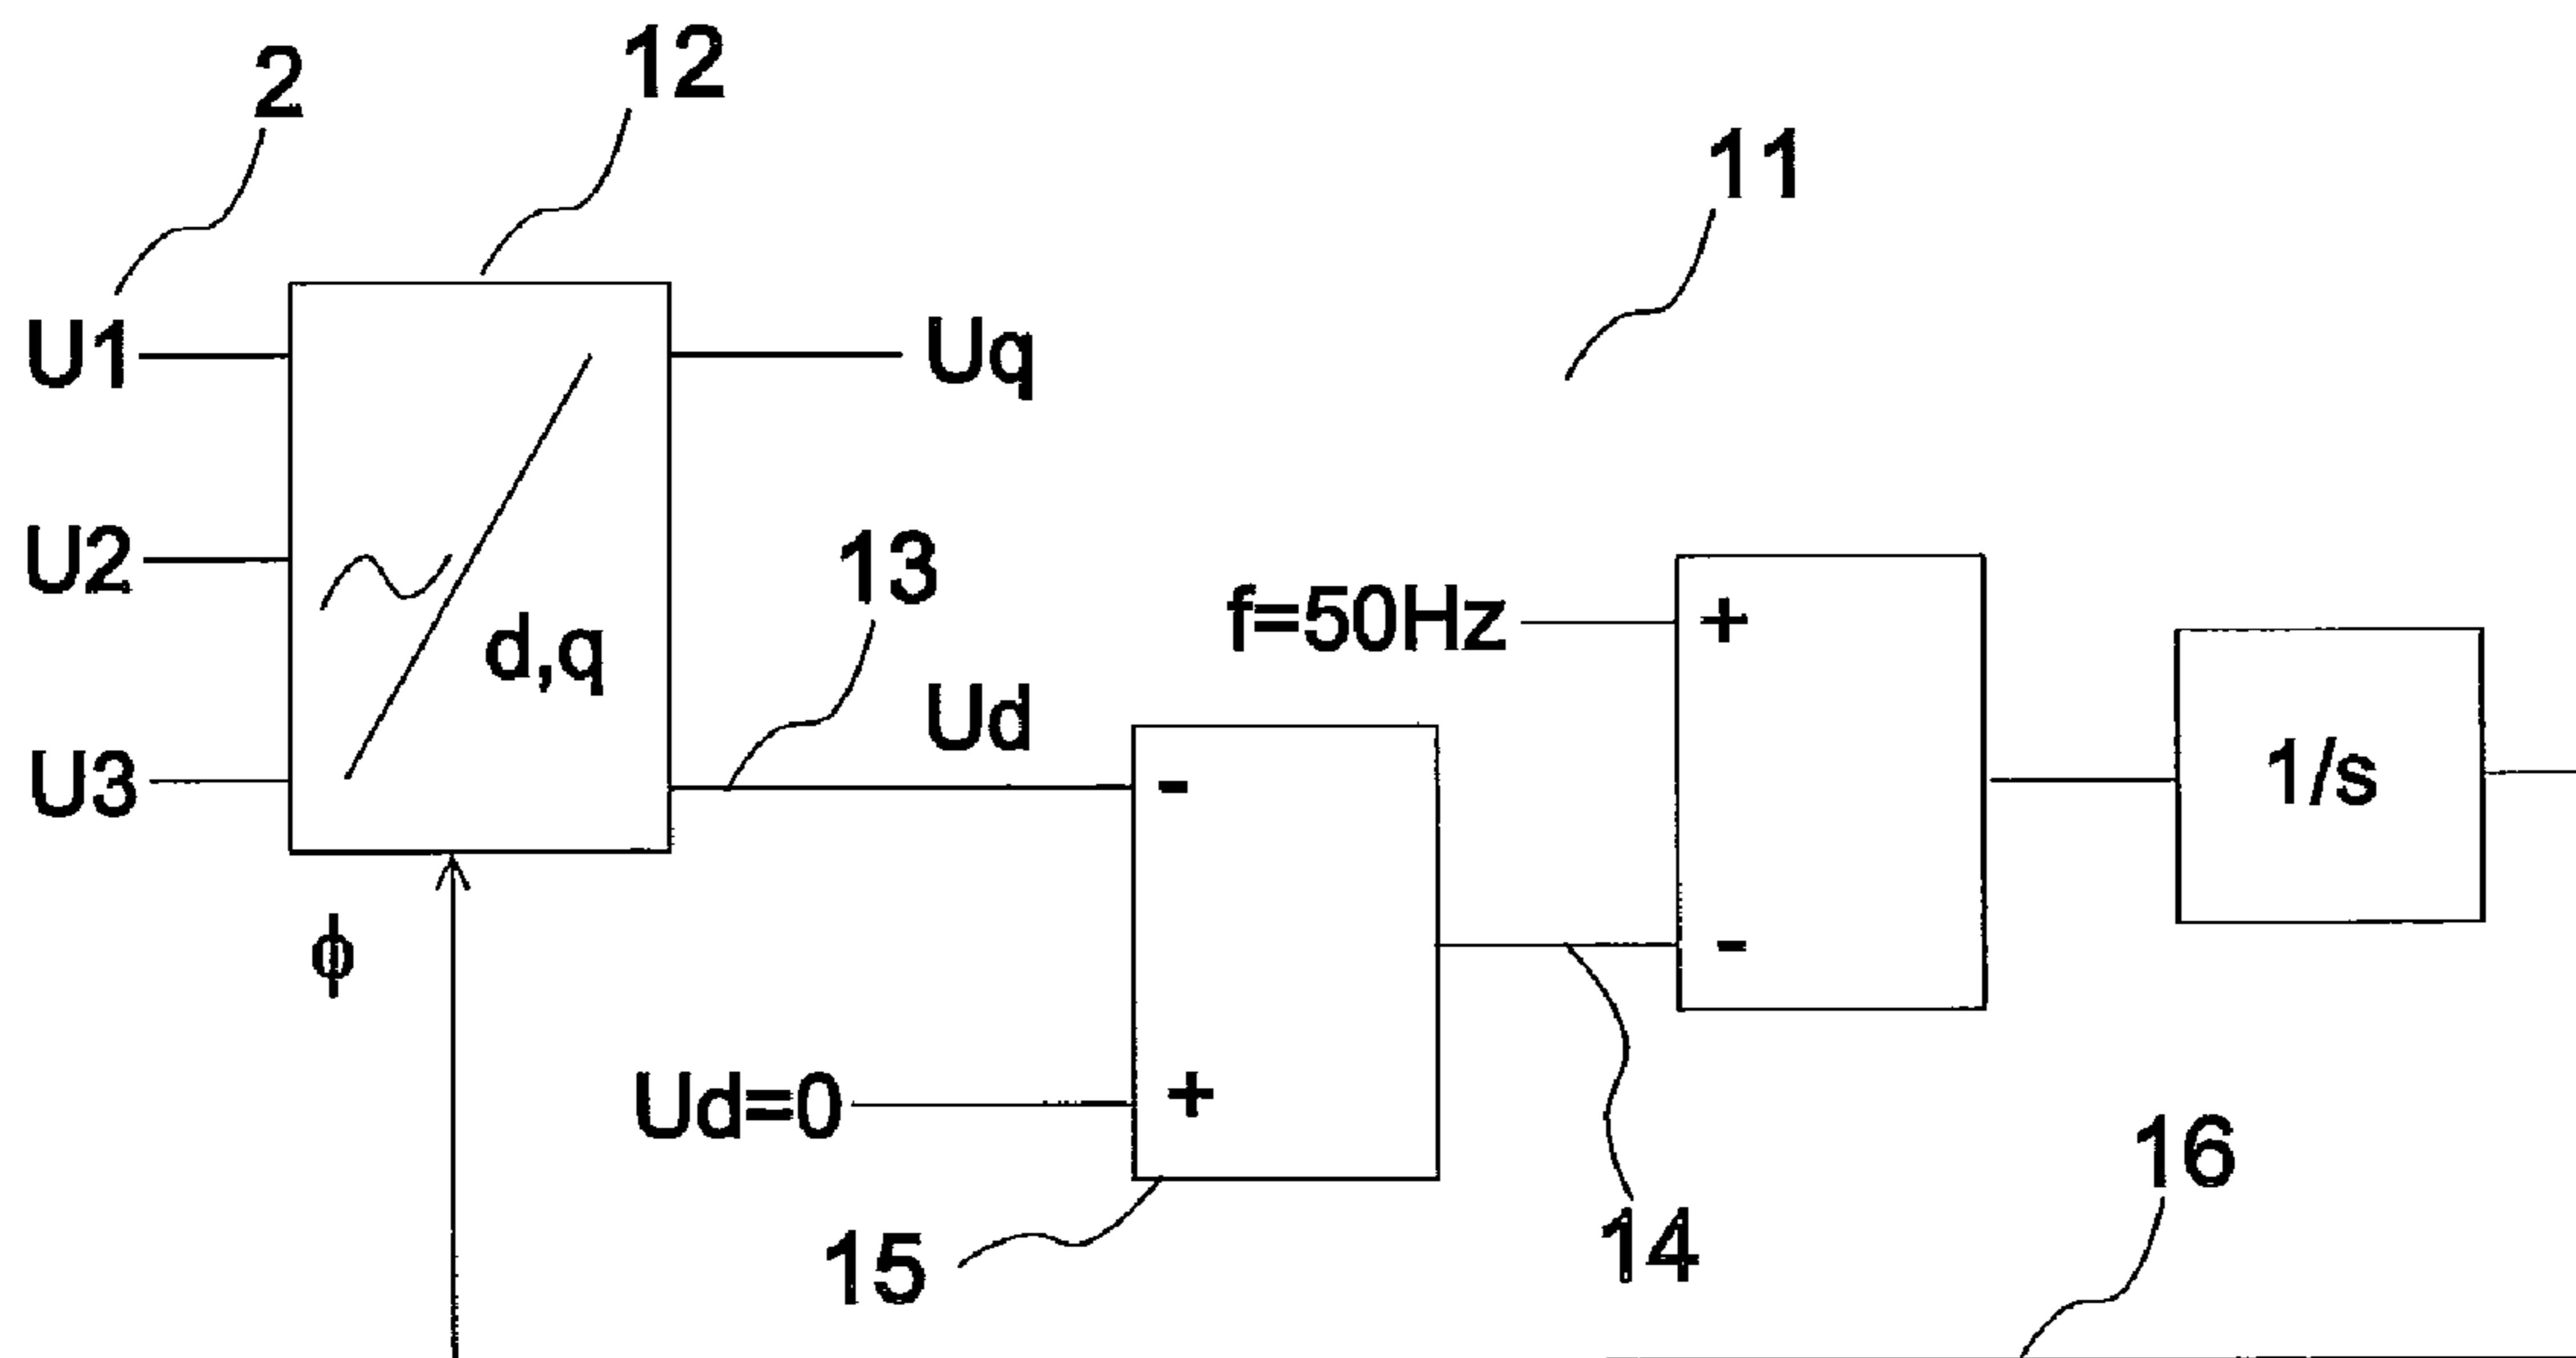 2
12
11
U1
Uq
U2
13
f=50Hz
+
d,q
Ud
U3
-
1/s
ϕ
-
Ud=0
+
16
15
14